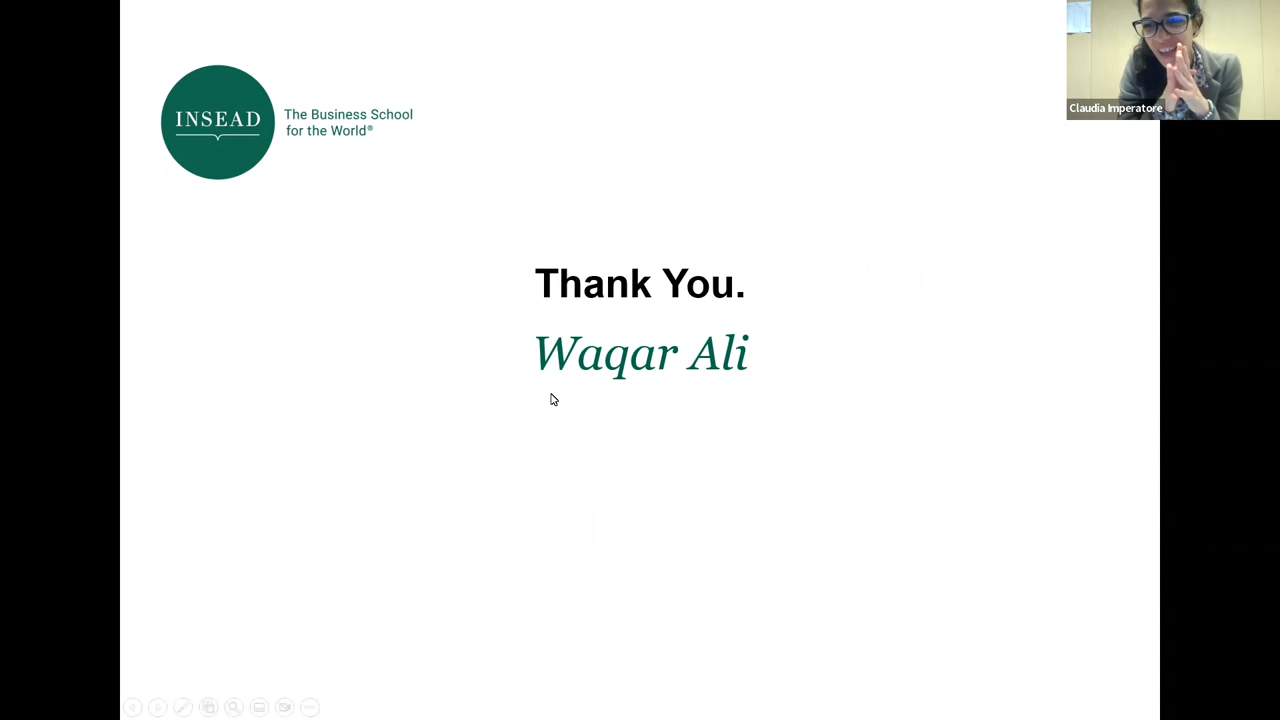 INSEAD
The Business School
for the World®
Claudia Imperatore
Thank You.
Waqar Ali